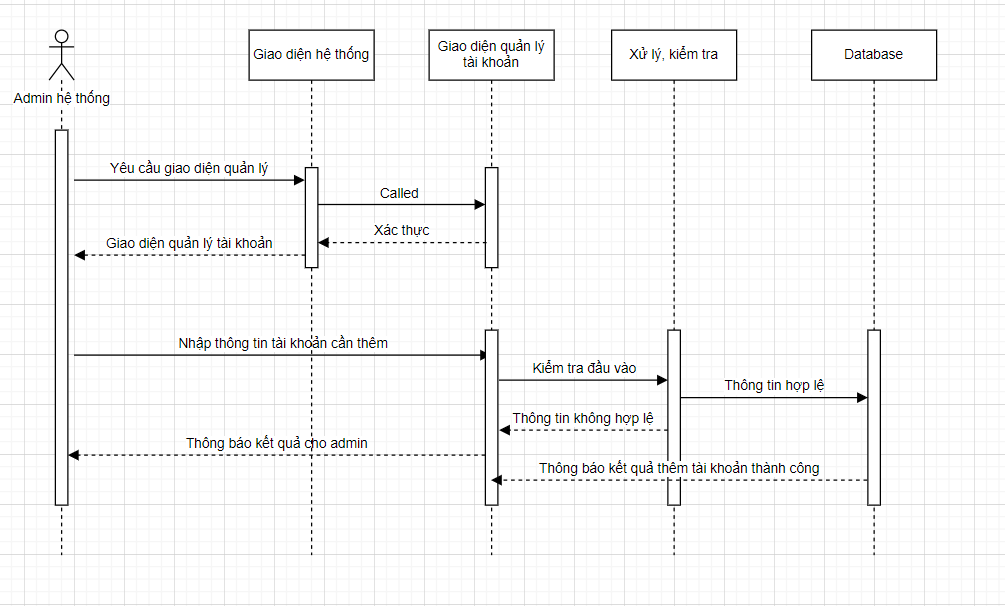 Giao diện hệ thống
Giao diện quản lý
tài khoản
Xử lý, kiểm tra
Database
Admin hệ thống
Yêu cầu giao diện quản lý
Called
Xác thực
Giao diện quản lý tài khoản
Nhập thông tin tài khoản cần thêm
Kiểm tra đầu vào
Thông tin hợp lệ
Thông tin không hợp lệ
Thông báo kết quả cho admin
Thông báo kết quả thêm tài khoản thành công